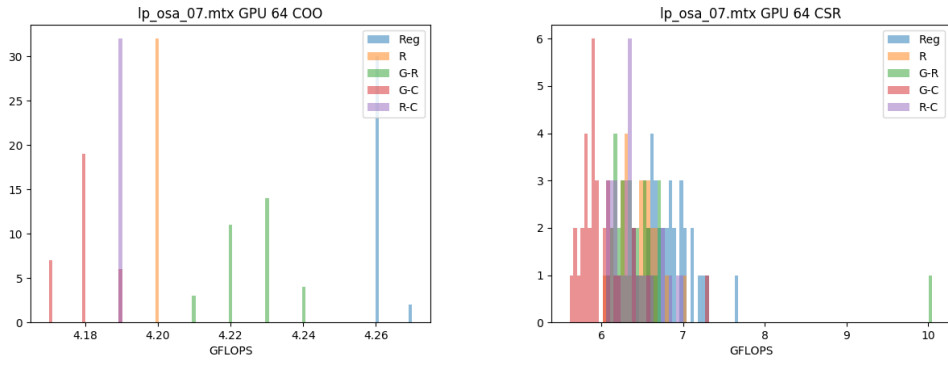 lp_osa_07.mtx GPU 64 COO
30
25
20
15
10
5
0
4.18 4.20 4.22 4.24 4.26
GFLOPS
Reg
R
G-R
G-C
R-C
lp_osa_07.mtx GPU 64 CSR
6
5
4
3
2
1
0
6 7 8 9 10
GFLOPS
Reg
R
G-R
G-C
R-C